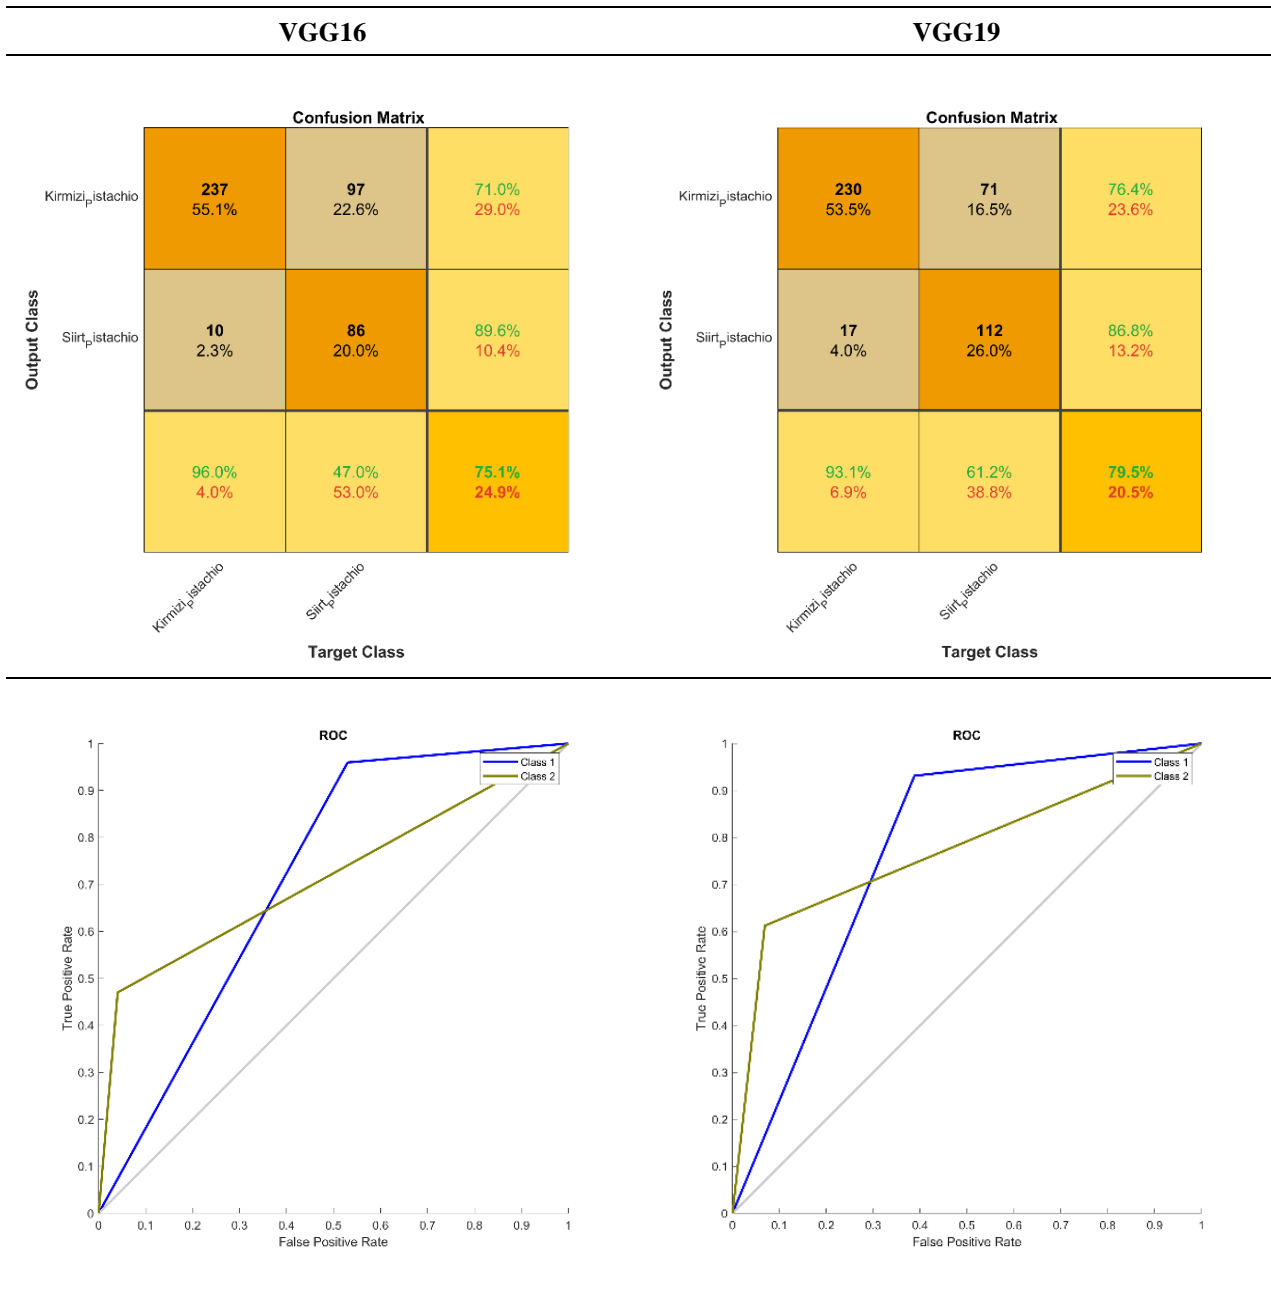 VGG16
VGG19
Confusion Matrix
Kirmizi_Pistachio
237
55.1%
97
22.6%
71.0%
29.0%
Siirt_Pistachio
10
2.3%
86
20.0%
89.6%
10.4%
96.0%
4.0%
47.0%
53.0%
75.1%
24.9%
Output Class
Kirmizi_Pistachio
Siirt_Pistachio
Target Class
Confusion Matrix
Kirmizi_Pistachio
230
53.5%
71
16.5%
76.4%
23.6%
Siirt_Pistachio
17
4.0%
112
26.0%
86.8%
13.2%
93.1%
6.9%
61.2%
38.8%
79.5%
20.5%
Output Class
Kirmizi_Pistachio
Siirt_Pistachio
Target Class
ROC
Class 1
Class 2
1
0.9
0.8
0.7
0.6
0.5
0.4
0.3
0.2
0.1
0
True Positive Rate
0 0.1 0.2 0.3 0.4 0.5 0.6 0.7 0.8 0.9 1
False Positive Rate
ROC
Class 1
Class 2
1
0.9
0.8
0.7
0.6
0.5
0.4
0.3
0.2
0.1
0
True Positive Rate
0 0.1 0.2 0.3 0.4 0.5 0.6 0.7 0.8 0.9 1
False Positive Rate